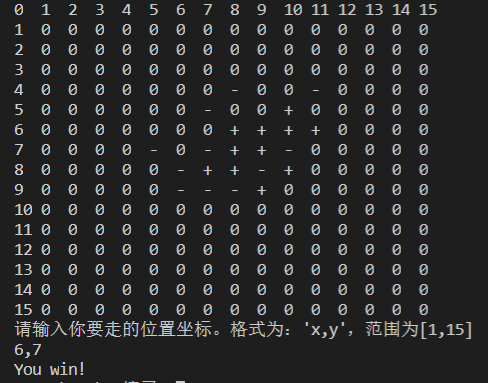 0 1 2 3 4 5 6 7 8 9 10 11 12 13 14 15
1 0 0 0 0 0 0 0 0 0 0 0 0 0 0 0
2 0 0 0 0 0 0 0 0 0 0 0 0 0 0 0
3 0 0 0 0 0 0 0 0 0 0 0 0 0 0 0
4 0 0 0 0 0 0 0 - 0 0 - 0 0 0 0
5 0 0 0 0 0 0 - 0 0 + 0 0 0 0 0
6 0 0 0 0 0 0 0 + + + + 0 0 0 0
7 0 0 0 0 - 0 - + + - 0 0 0 0 0
8 0 0 0 0 0 - + + - + 0 0 0 0 0
9 0 0 0 0 0 - - - + 0 0 0 0 0 0
10 0 0 0 0 0 0 0 0 0 0 0 0 0 0 0
11 0 0 0 0 0 0 0 0 0 0 0 0 0 0 0
12 0 0 0 0 0 0 0 0 0 0 0 0 0 0 0
13 0 0 0 0 0 0 0 0 0 0 0 0 0 0 0
14 0 0 0 0 0 0 0 0 0 0 0 0 0 0 0
15 0 0 0 0 0 0 0 0 0 0 0 0 0 0 0
请输入你要走的位置坐标。格式为：'x,y'，范围为[1,15]
6,7
You win!